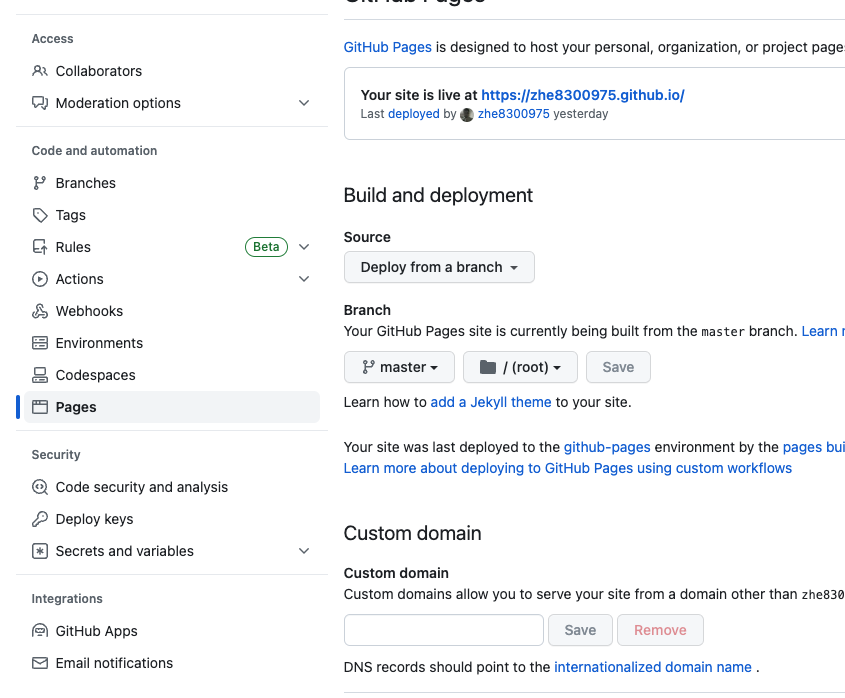 Access
Collaborators
Moderation options
Code and automation
Branches
Tags
Rules Beta
Actions
Webhooks
Environments
Codespaces
Pages
Security
Code security and analysis
Deploy keys
Secrets and variables
Integrations
GitHub Apps
Email notifications
GitHub Pages
GitHub Pages is designed to host your personal, organization, or project pages
Your site is live at https://zhe8300975.github.io/
Last deployed by zhe8300975 yesterday
Build and deployment
Source
Deploy from a branch
Branch
Your GitHub Pages site is currently being built from the master branch. Learn
master / (root) Save
Learn how to add a Jekyll theme to your site.
Your site was last deployed to the github-pages environment by the pages bui
Learn more about deploying to GitHub Pages using custom workflows
Custom domain
Custom domain
Custom domains allow you to serve your site from a domain other than zhe830
Save Remove
DNS records should point to the internationalized domain name .